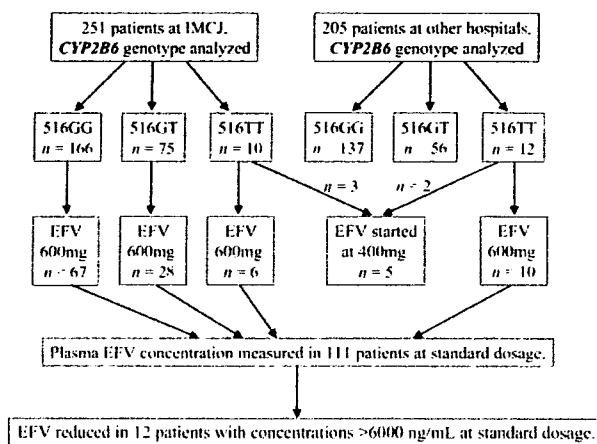 251 patients at IMCJ.
CYP2B6 genotype analyzed
205 patients at other hospitals.
CYP2B6 genotype analyzed
516GG
n = 166
516GT
n = 75
516TT
n = 10
516GG
n 137
516GT
n 56
516TT
n = 12
n = 3
n = 2
EFV
600mg
n = 67
EFV
600mg
n = 28
EFV
600mg
n = 6
EFV started
at 400mg
n = 5
EFV
600mg
n = 10
Plasma EFV concentration measured in 111 patients at standard dosage.
EFV reduced in 12 patients with concentrations >6000 ng/mL at standard dosage.